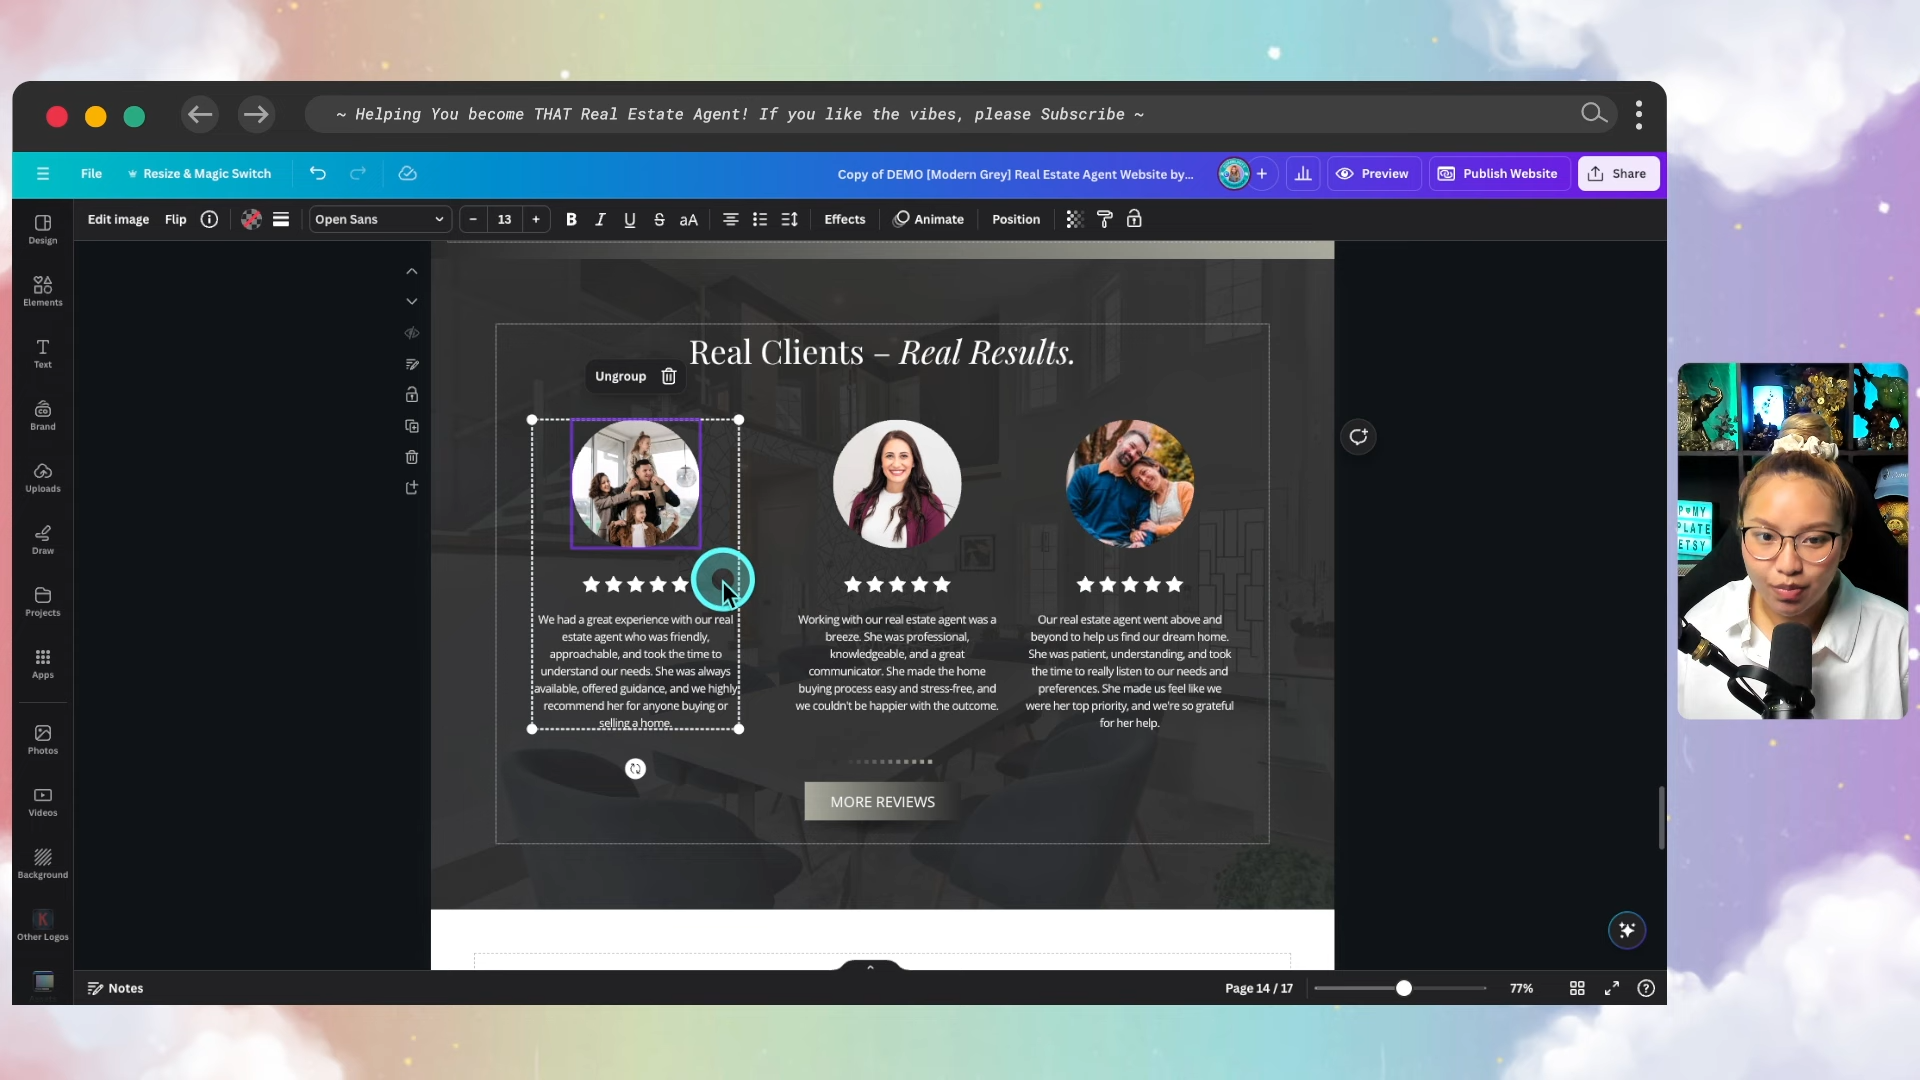 ~ Helping You become THAT Real Estate Agent! If you like the vibes, please Subscribe ~
File
Resize & Magic Switch
Copy of DEMO [Modern Grey] Real Estate Agent Website by...
Preview
Publish Website
Share
Edit image
Flip
Open Sans
13
B
I
U
S
aA
Effects
Animate
Position
Design
Elements
Text
Brand
Uploads
Draw
Projects
Apps
Photos
Videos
Background
K
Other Logos
Real Clients – Real Results.
Ungroup
We had a great experience with our real
estate agent who was friendly,
approachable, and took the time to
understand our needs. She was always
available, offered guidance, and we highly
recommend her for anyone buying or
selling a home.
Working with our real estate agent was a
breeze. She was professional,
knowledgeable, and a great
communicator. She made the home
buying process easy and stress-free, and
we couldn't be happier with the outcome.
Our real estate agent went above and
beyond to help us find our dream home.
She was patient, understanding, and took
the time to really listen to our needs and
preferences. She made us feel like we
were her top priority, and we're so grateful
for her help.
MORE REVIEWS
Notes
Page 14 / 17
77%